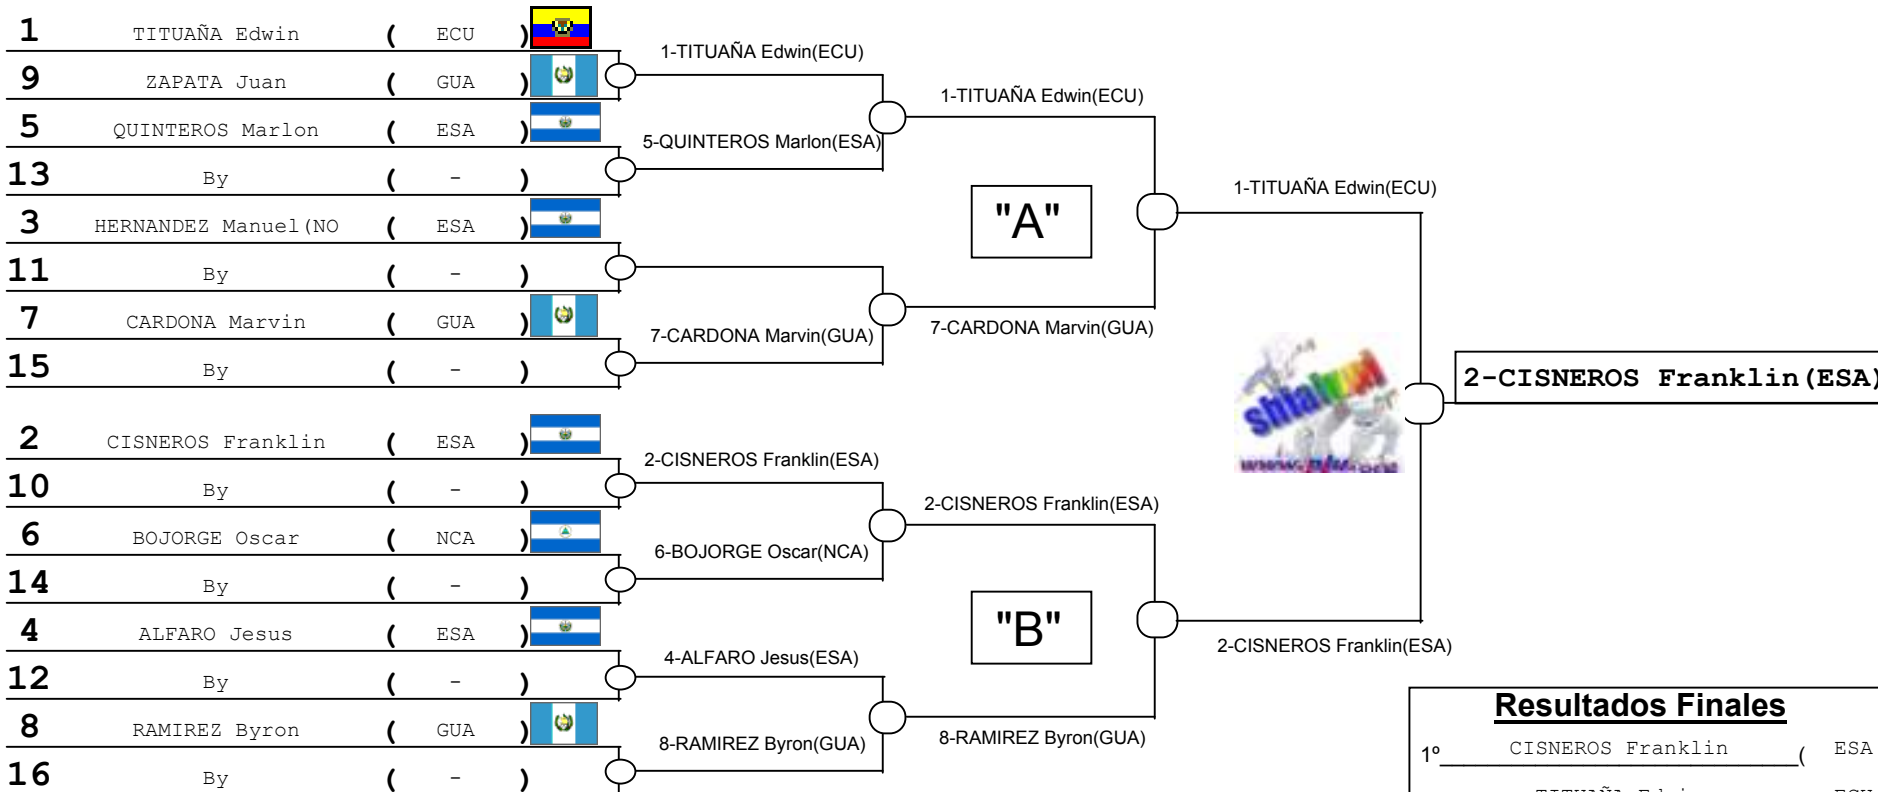 1 TITUAÑA Edwin ( ECU )
9 ZAPATA Juan ( GUA )
5 QUINTEROS Marlon ( ESA )
13 By ( - )
3 HERNANDEZ Manuel(NO ( ESA )
11 By ( - )
7 CARDONA Marvin ( GUA )
15 By ( - )
2 CISNEROS Franklin ( ESA )
10 By ( - )
6 BOJORGE Oscar ( NCA )
14 By ( - )
4 ALFARO Jesus ( ESA )
12 By ( - )
8 RAMIREZ Byron ( GUA )
16 By ( - )
1-TITUAÑA Edwin(ECU)
5-QUINTEROS Marlon(ESA)
7-CARDONA Marvin(GUA)
2-CISNEROS Franklin(ESA)
6-BOJORGE Oscar(NCA)
4-ALFARO Jesus(ESA)
8-RAMIREZ Byron(GUA)
1-TITUAÑA Edwin(ECU)
"A"
7-CARDONA Marvin(GUA)
2-CISNEROS Franklin(ESA)
"B"
8-RAMIREZ Byron(GUA)
1-TITUAÑA Edwin(ECU)
2-CISNEROS Franklin(ESA)
2-CISNEROS Franklin(ESA)
Resultados Finales
1º CISNEROS Franklin ( ESA
TITUAÑA Edwin ECU